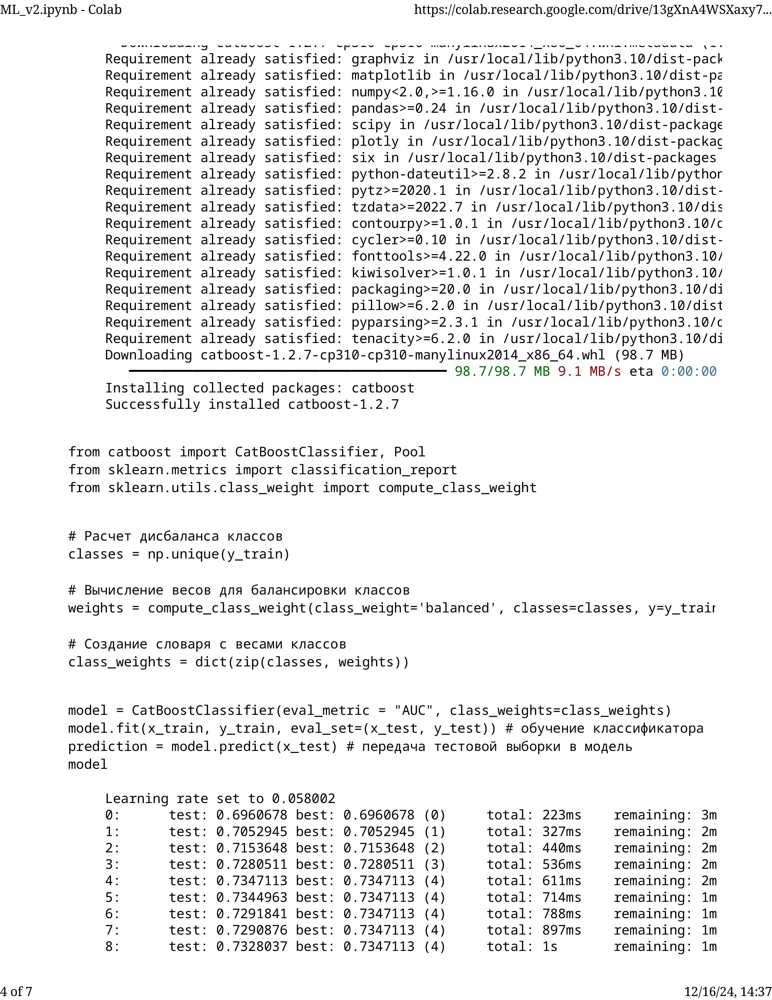 ML_v2.ipynb - Colab
https://colab.research.google.com/drive/13gXnA4WSXaxy7...
Downloading catboost-1.2.7-cp310-cp310-manylinux2014_x86_64.whl.metadata (1.
Requirement already satisfied: graphviz in /usr/local/lib/python3.10/dist-pack
Requirement already satisfied: matplotlib in /usr/local/lib/python3.10/dist-pa
Requirement already satisfied: numpy<2.0,>=1.16.0 in /usr/local/lib/python3.10
Requirement already satisfied: pandas>=0.24 in /usr/local/lib/python3.10/dist-
Requirement already satisfied: scipy in /usr/local/lib/python3.10/dist-package
Requirement already satisfied: plotly in /usr/local/lib/python3.10/dist-packag
Requirement already satisfied: six in /usr/local/lib/python3.10/dist-packages
Requirement already satisfied: python-dateutil>=2.8.2 in /usr/local/lib/python
Requirement already satisfied: pytz>=2020.1 in /usr/local/lib/python3.10/dist-
Requirement already satisfied: tzdata>=2022.7 in /usr/local/lib/python3.10/dis
Requirement already satisfied: contourpy>=1.0.1 in /usr/local/lib/python3.10/d
Requirement already satisfied: cycler>=0.10 in /usr/local/lib/python3.10/dist-
Requirement already satisfied: fonttools>=4.22.0 in /usr/local/lib/python3.10/
Requirement already satisfied: kiwisolver>=1.0.1 in /usr/local/lib/python3.10/
Requirement already satisfied: packaging>=20.0 in /usr/local/lib/python3.10/di
Requirement already satisfied: pillow>=6.2.0 in /usr/local/lib/python3.10/dist
Requirement already satisfied: pyparsing>=2.3.1 in /usr/local/lib/python3.10/d
Requirement already satisfied: tenacity>=6.2.0 in /usr/local/lib/python3.10/di
Downloading catboost-1.2.7-cp310-cp310-manylinux2014_x86_64.whl (98.7 MB)
98.7/98.7 MB 9.1 MB/s eta 0:00:00
Installing collected packages: catboost
Successfully installed catboost-1.2.7
from catboost import CatBoostClassifier, Pool
from sklearn.metrics import classification_report
from sklearn.utils.class_weight import compute_class_weight
# Расчет дисбаланса классов
classes = np.unique(y_train)
# Вычисление весов для балансировки классов
weights = compute_class_weight(class_weight='balanced', classes=classes, y=y_train
# Создание словаря с весами классов
class_weights = dict(zip(classes, weights))
model = CatBoostClassifier(eval_metric = "AUC", class_weights=class_weights)
model.fit(x_train, y_train, eval_set=(x_test, y_test)) # обучение классификатора
prediction = model.predict(x_test) # передача тестовой выборки в модель
model
Learning rate set to 0.058002
0: test: 0.6960678 best: 0.6960678 (0) total: 223ms remaining: 3m
1: test: 0.7052945 best: 0.7052945 (1) total: 327ms remaining: 2m
2: test: 0.7153648 best: 0.7153648 (2) total: 440ms remaining: 2m
3: test: 0.7280511 best: 0.7280511 (3) total: 536ms remaining: 2m
4: test: 0.7347113 best: 0.7347113 (4) total: 611ms remaining: 2m
5: test: 0.7344963 best: 0.7347113 (4) total: 714ms remaining: 1m
6: test: 0.7291841 best: 0.7347113 (4) total: 788ms remaining: 1m
7: test: 0.7290876 best: 0.7347113 (4) total: 897ms remaining: 1m
8: test: 0.7328037 best: 0.7347113 (4) total: 1s remaining: 1m
4 of 7
12/16/24, 14:37